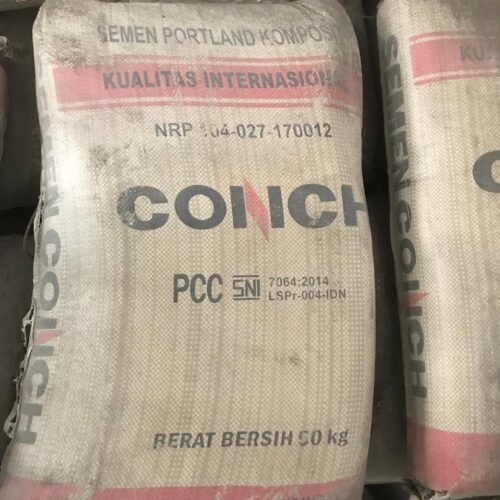 SEMEN PORTLAND KOMPOSI
KUALITAS INTERNASIONAL
NRP 104-027-170012
CONCH
PCC SNI 7064:2014
LSPr-004-IDN
BERAT BERSIH 50 kg
SEMEN CONCH
SEMEN CONCH
C